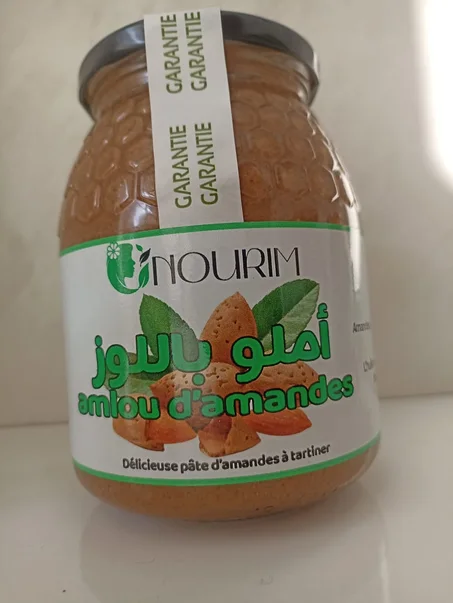 GARANTIE
GARANTIE
GARANTIE
GARANTIE
NOURIM
أملو باللوز
amlou d'amandes
Délicieuse pâte d'amandes à tartiner